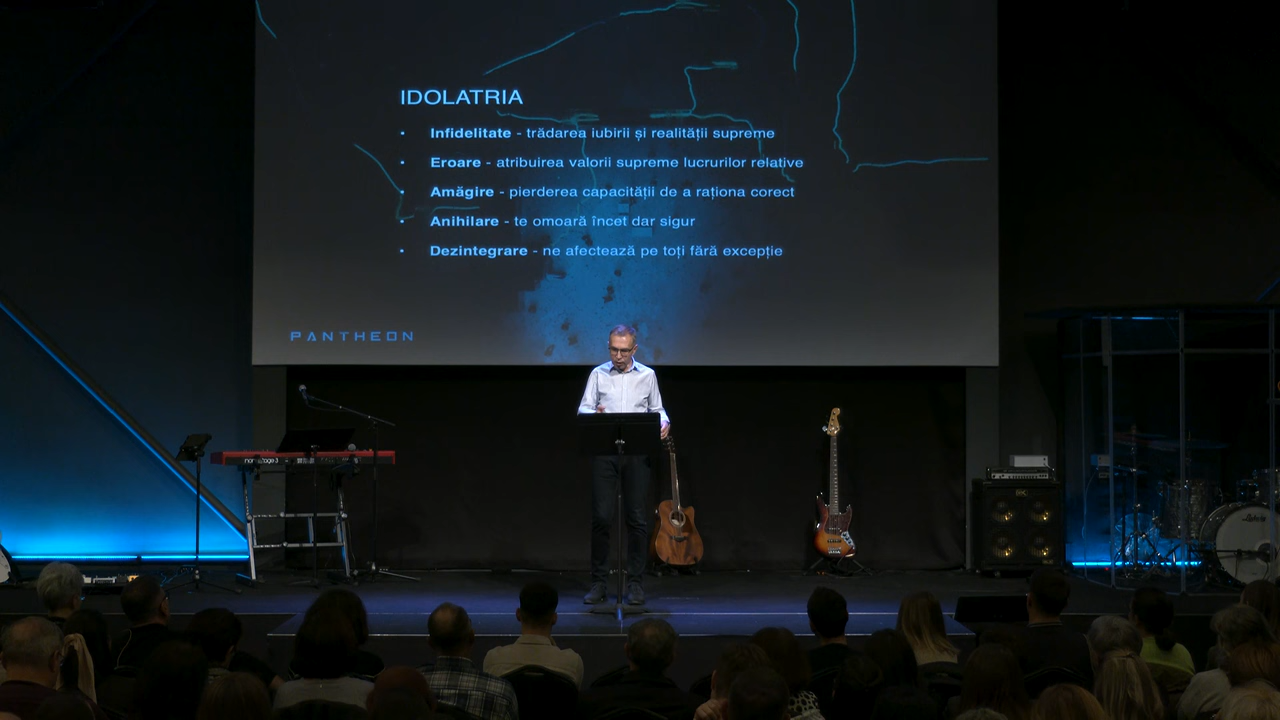 IDOLATRIA
• Infidelitate - trădarea iubirii și realității supreme
• Eroare - atribuirea valorii supreme lucrurilor relative
• Amăgire - pierderea capacității de a raționa corect
• Anihilare - te omoară încet dar sigur
• Dezintegrare - ne afectează pe toți fără excepție
PANTHEON